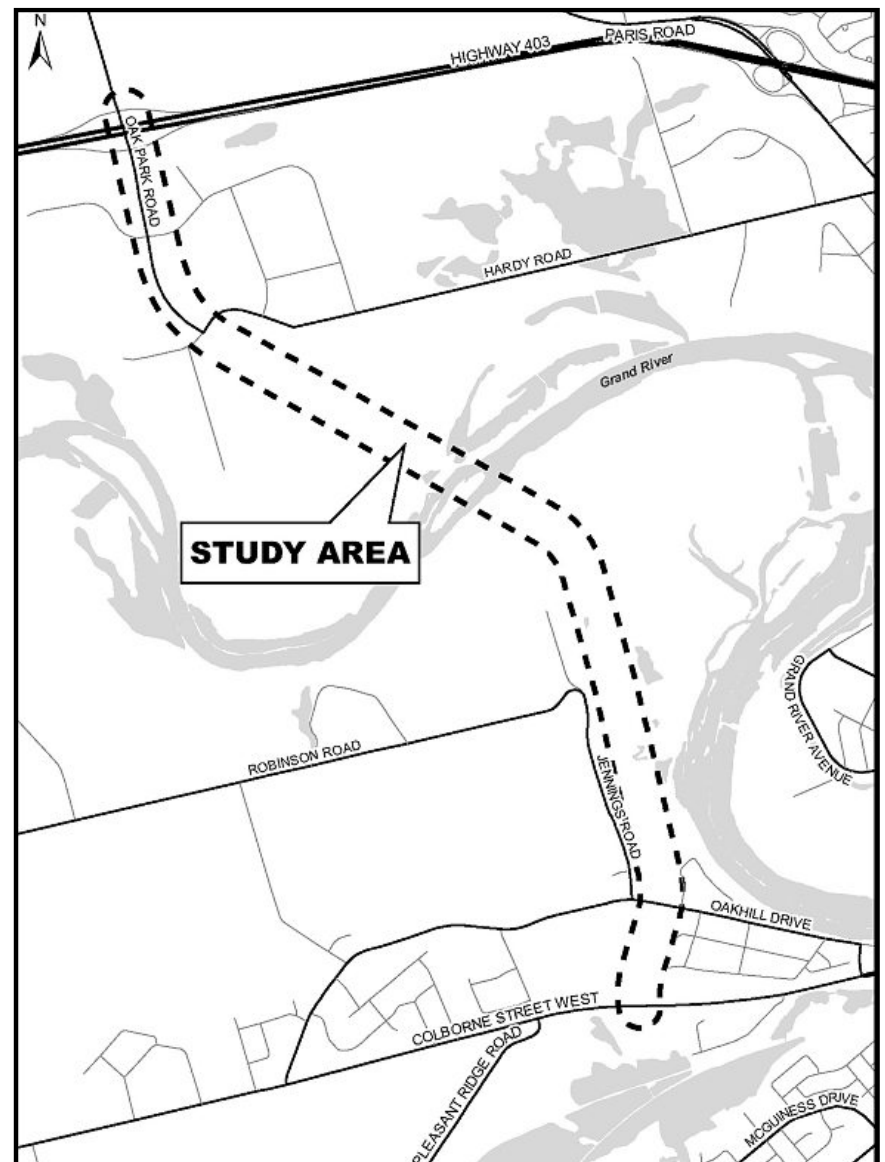 N
PARIS ROAD
HIGHWAY 403
OAK PARK ROAD
HARDY ROAD
Grand River
STUDY AREA
GRAND RIVER AVENUE
ROBINSON ROAD
JENNINGS ROAD
OAKHILL DRIVE
COLBORNE STREET WEST
PLEASANT RIDGE ROAD
MCGUINESS DRIVE